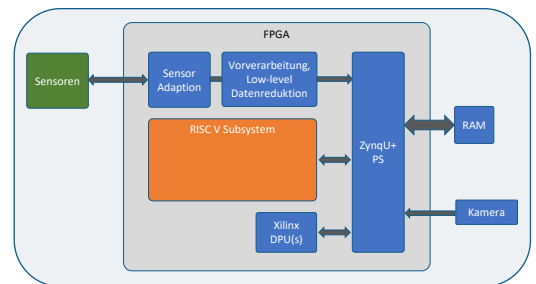 FPGA
Sensoren
Sensor
Adaption
Vorverarbeitung,
Low-level
Datenreduktion
RISC V Subsystem
ZynqU+
PS
RAM
Xilinx
DPU(s)
Kamera